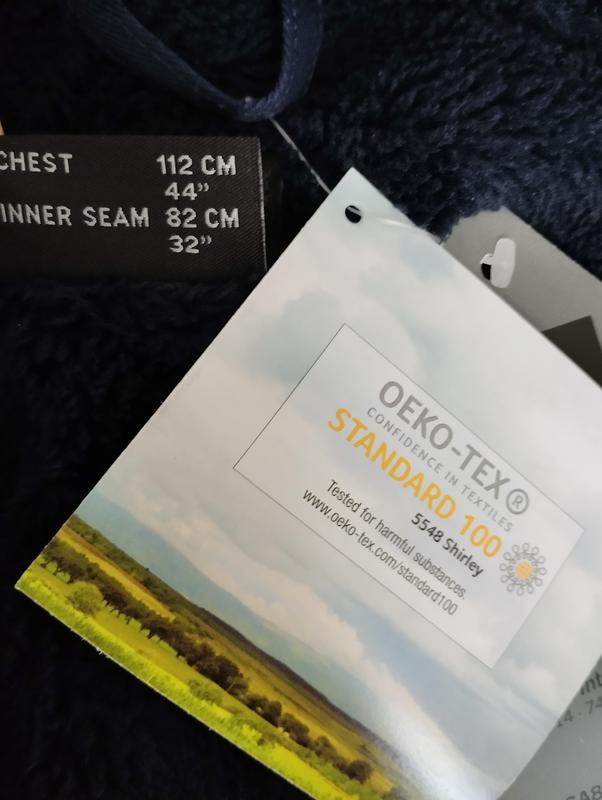 CHEST 112 CM
44”
INNER SEAM 82 CM
32”
OEKO-TEX®
CONFIDENCE IN TEXTILES
STANDARD 100
5548 Shirley
Tested for harmful substances.
www.oeko-tex.com/standard100